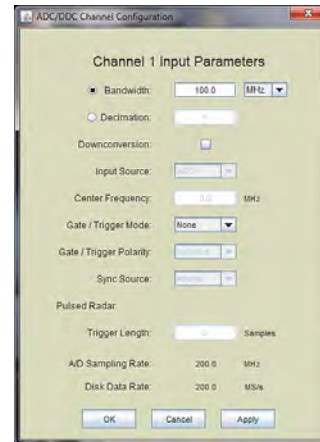 ADC/DDC Channel Configuration
Channel 1 Input Parameters
Bandwidth: 100.0 MHz
Decimation:
Downconversion:
Input Source:
Center Frequency: MHz
Gate / Trigger Mode: None
Gate / Trigger Polarity:
Sync Source:
Pulsed Radar
Trigger Length: Samples
A/D Sampling Rate: 200.0 MHz
Disk Data Rate: 200.0 MS/s
OK Cancel Apply